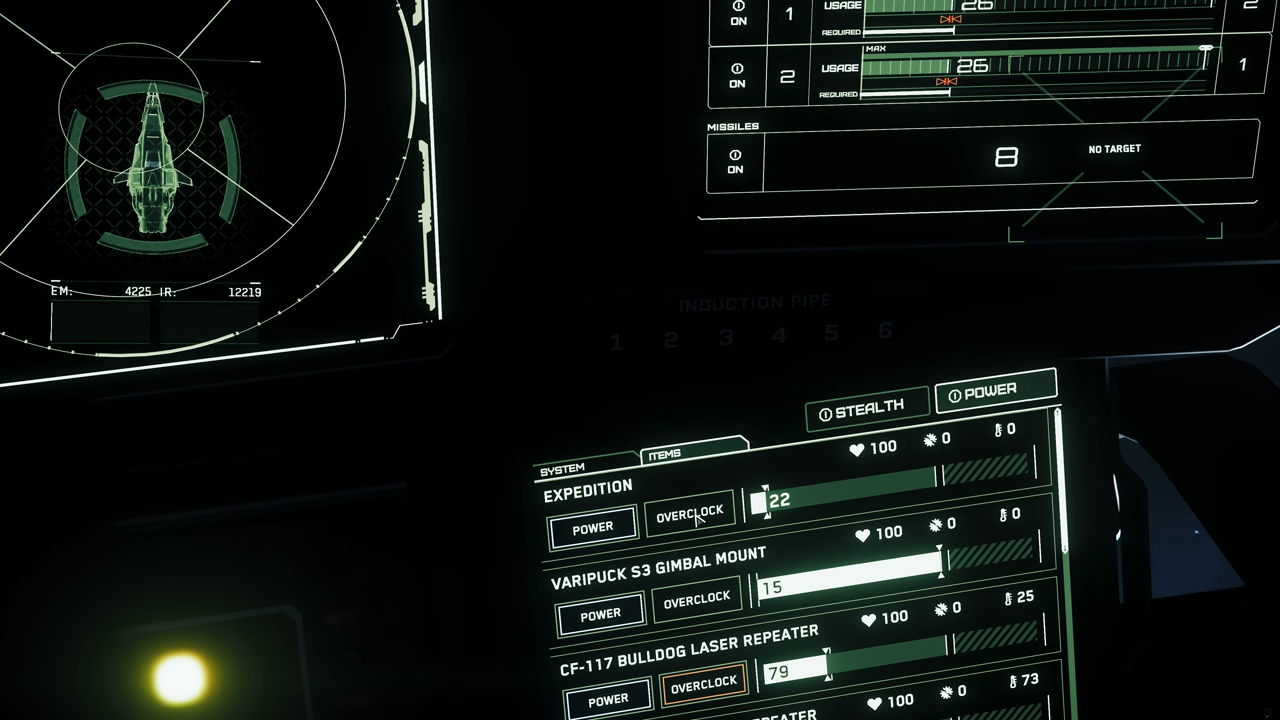 ON
1
USAGE
26
2
REQUIRED
MAX
ON
2
USAGE
26
1
REQUIRED
MISSILES
ON
8
NO TARGET
EM: 4225 IR: 12219
INDUCTION PIPE
1 2 3 4 5 6
STEALTH
POWER
SYSTEM
ITEMS
EXPEDITION
100
0
0
POWER
OVERCLOCK
22
VARIPUCK S3 GIMBAL MOUNT
100
0
0
POWER
OVERCLOCK
15
CF-117 BULLDOG LASER REPEATER
100
0
25
POWER
OVERCLOCK
79
100
0
73